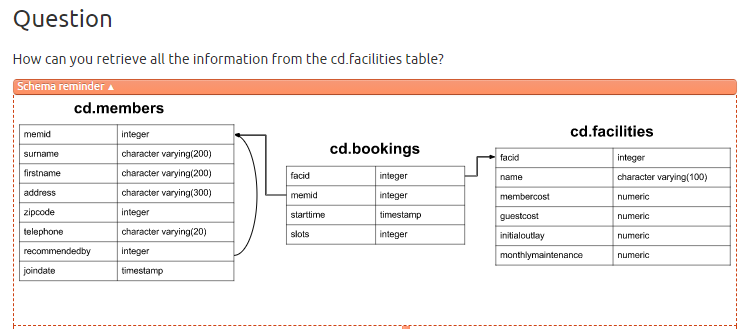 Question
How can you retrieve all the information from the cd.facilities table?
Schema reminder ▲
cd.members
memid integer
surname character varying(200)
firstname character varying(200)
address character varying(300)
zipcode integer
telephone character varying(20)
recommendedby integer
joindate timestamp
cd.bookings
facid integer
memid integer
starttime timestamp
slots integer
cd.facilities
facid integer
name character varying(100)
membercost numeric
guestcost numeric
initialoutlay numeric
monthlymaintenance numeric